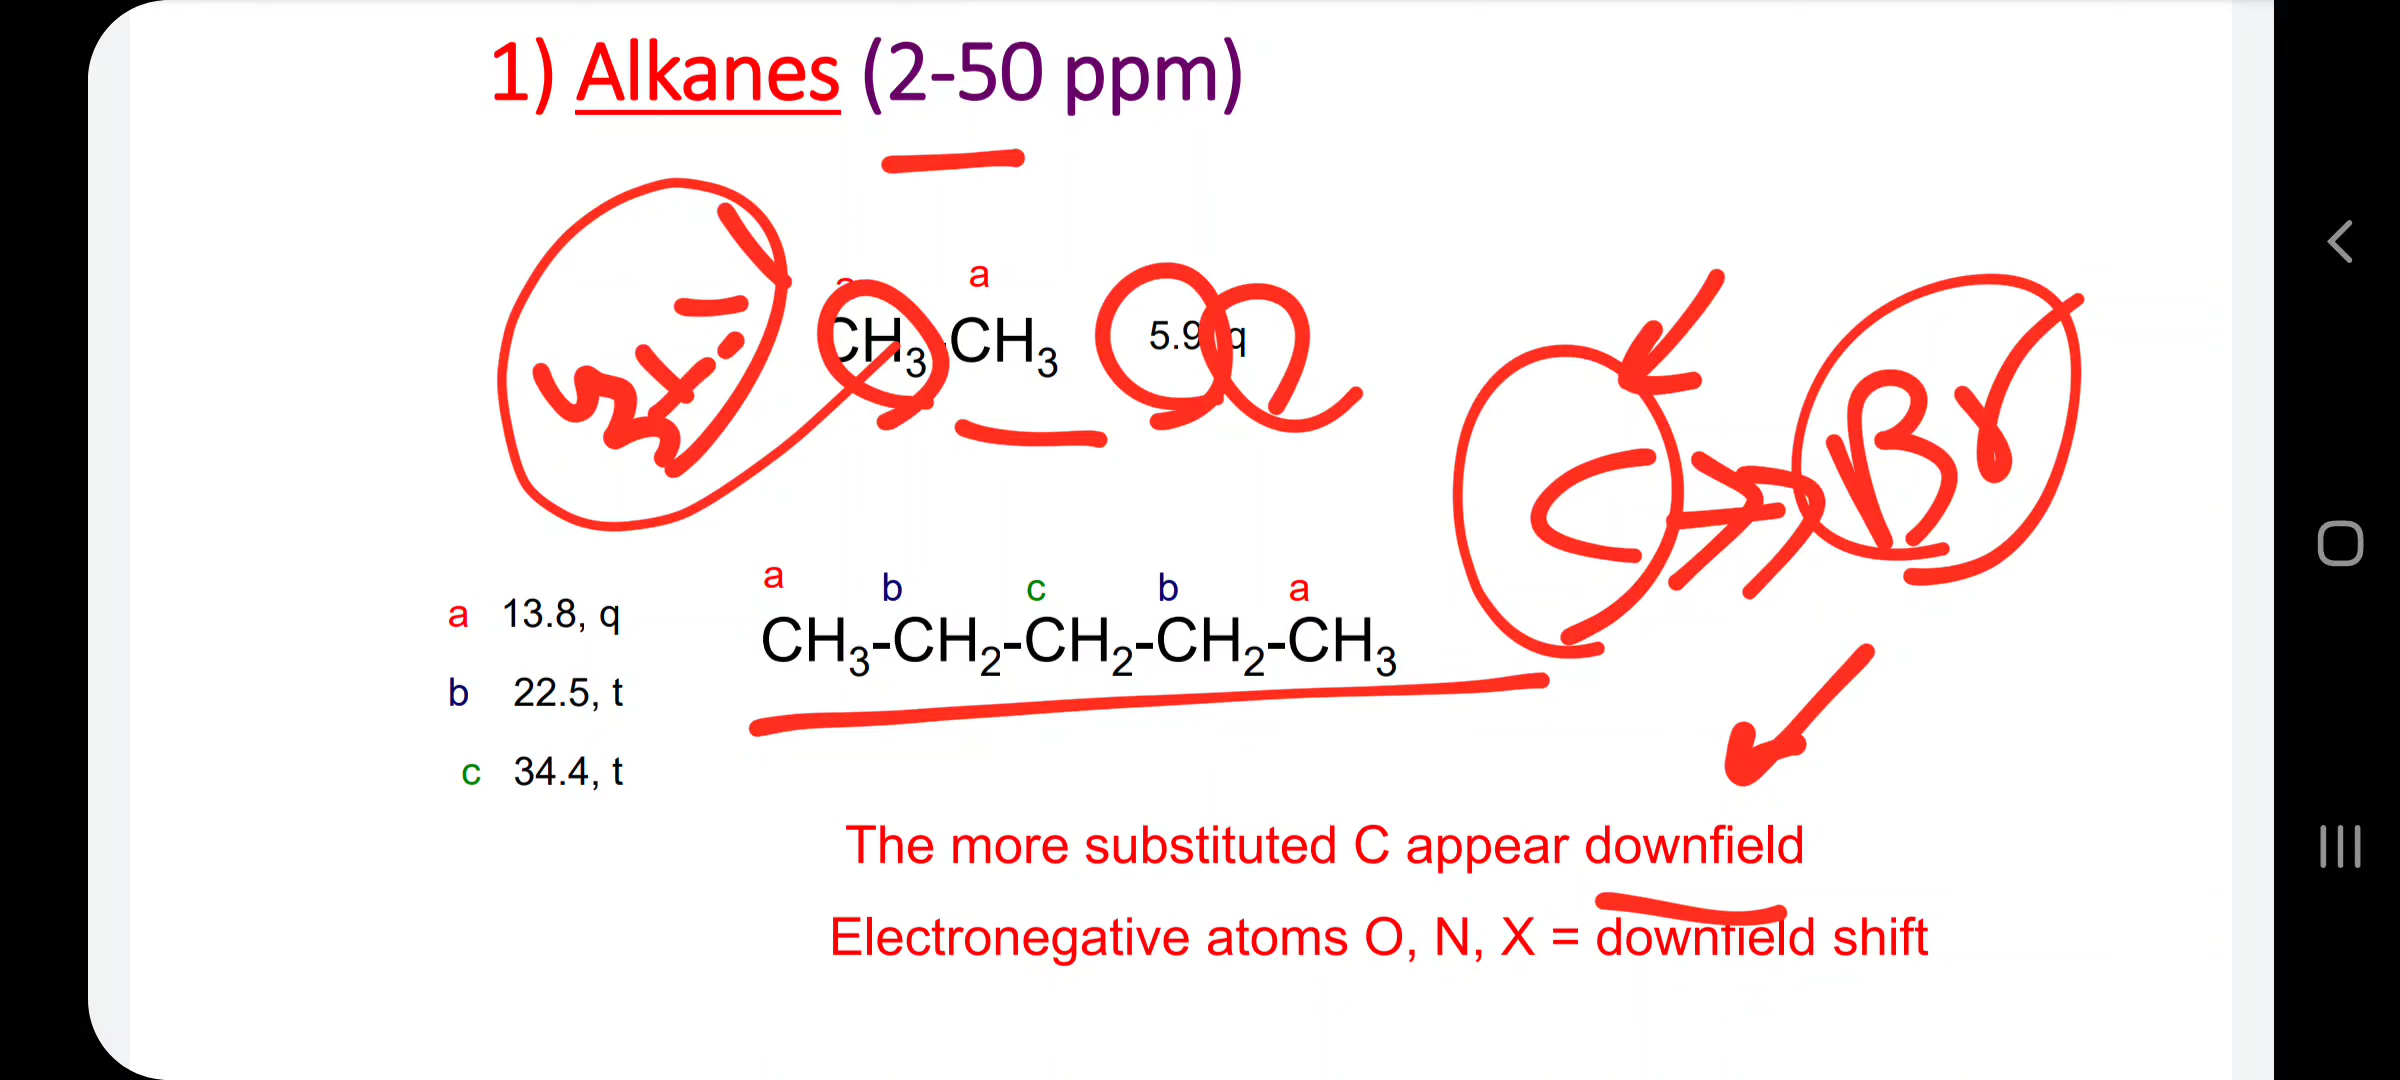 1) Alkanes (2-50 ppm)
a
CH₃-CH₃ 5.9, q
C Br
a b c b a
CH₃-CH₂-CH₂-CH₂-CH₃
a 13.8, q
b 22.5, t
c 34.4, t
The more substituted C appear downfield
Electronegative atoms O, N, X = downfield shift